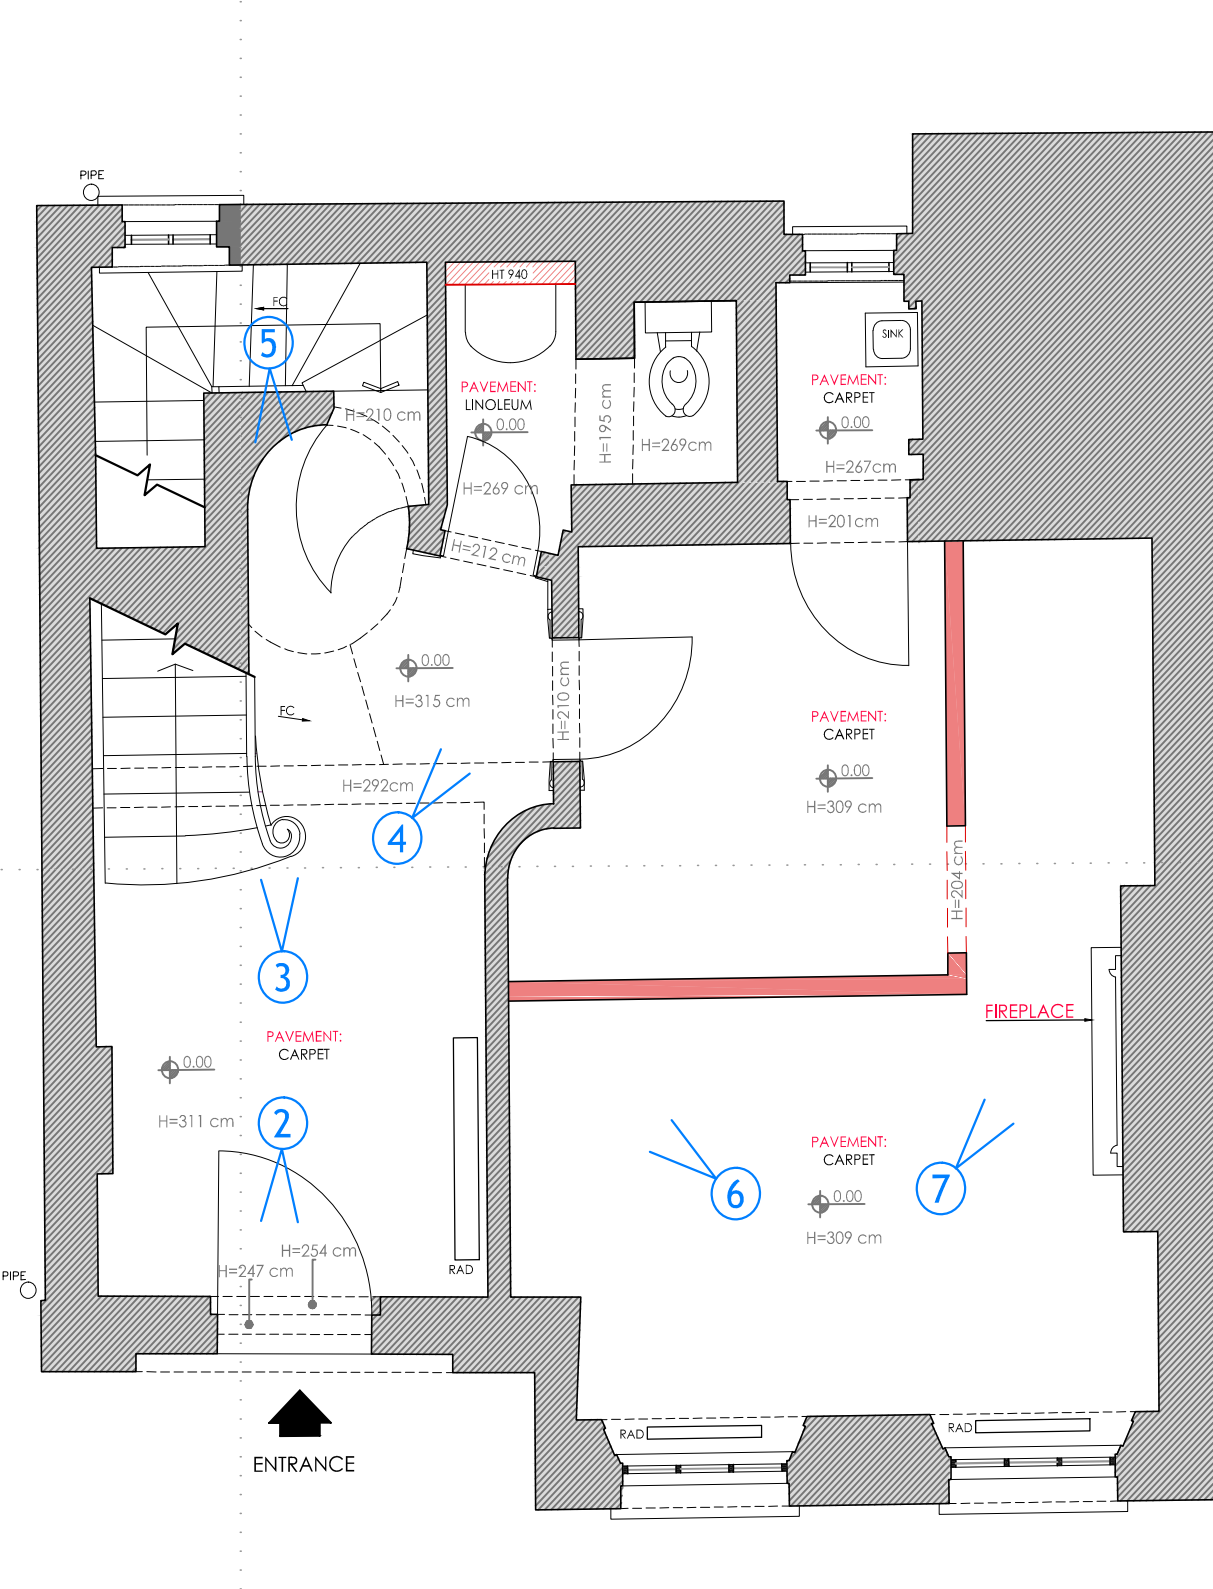 PIPE
HT 940
FC
5
SINK
PAVEMENT:
LINOLEUM
0.00
H=269 cm
H=210 cm
H=195 cm
H=269cm
PAVEMENT:
CARPET
0.00
H=267cm
H=201cm
H=212 cm
0.00
H=315 cm
H=210 cm
FC
H=292cm
4
PAVEMENT:
CARPET
0.00
H=309 cm
H=204 cm
3
FIREPLACE
PAVEMENT:
CARPET
0.00
H=311 cm
2
PAVEMENT:
CARPET
0.00
H=309 cm
6
7
H=254 cm
H=247 cm
RAD
PIPE
RAD
RAD
ENTRANCE